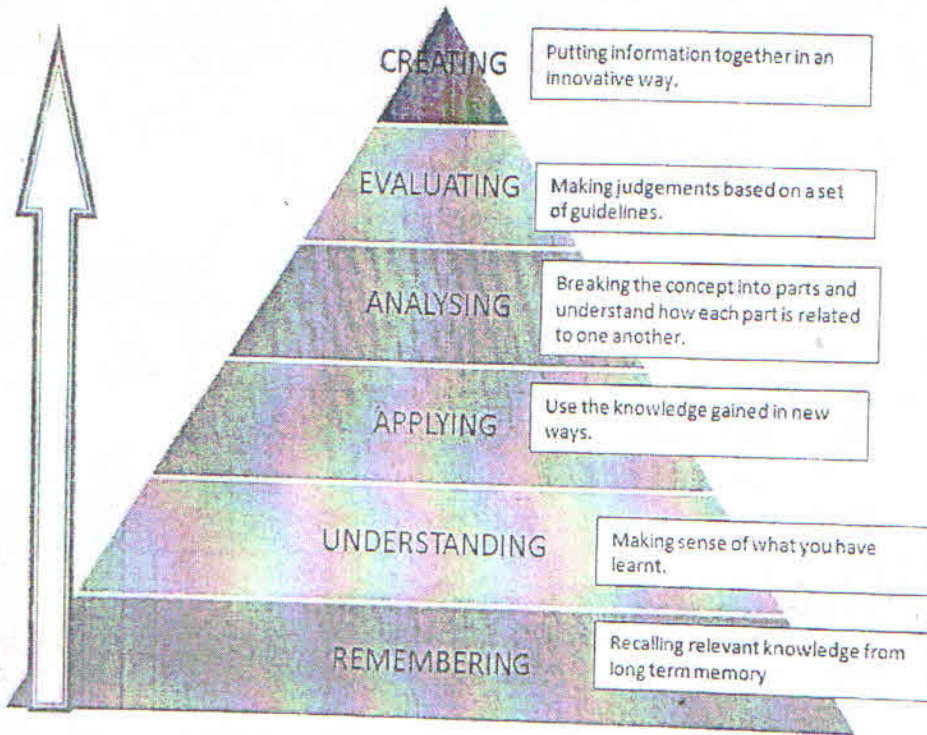 CREATING
Putting information together in an
innovative way.
EVALUATING
Making judgements based on a set
of guidelines.
ANALYSING
Breaking the concept into parts and
understand how each part is related
to one another.
APPLYING
Use the knowledge gained in new
ways.
UNDERSTANDING
Making sense of what you have
learnt.
REMEMBERING
Recalling relevant knowledge from
long term memory